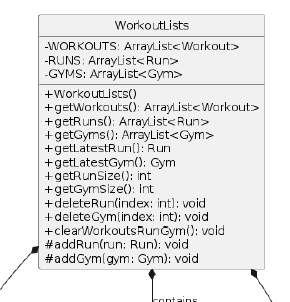 WorkoutLists
-WORKOUTS: ArrayList<Workout>
-RUNS: ArrayList<Run>
-GYMS: ArrayList<Gym>
+WorkoutLists()
+getWorkouts(): ArrayList<Workout>
+getRuns(): ArrayList<Run>
+getGyms(): ArrayList<Gym>
+getLatestRun(): Run
+getLatestGym(): Gym
+getRunSize(): int
+getGymSize(): int
+deleteRun(index: int): void
+deleteGym(index: int): void
+clearWorkoutsRunGym(): void
#addRun(run: Run): void
#addGym(gym: Gym): void
contains